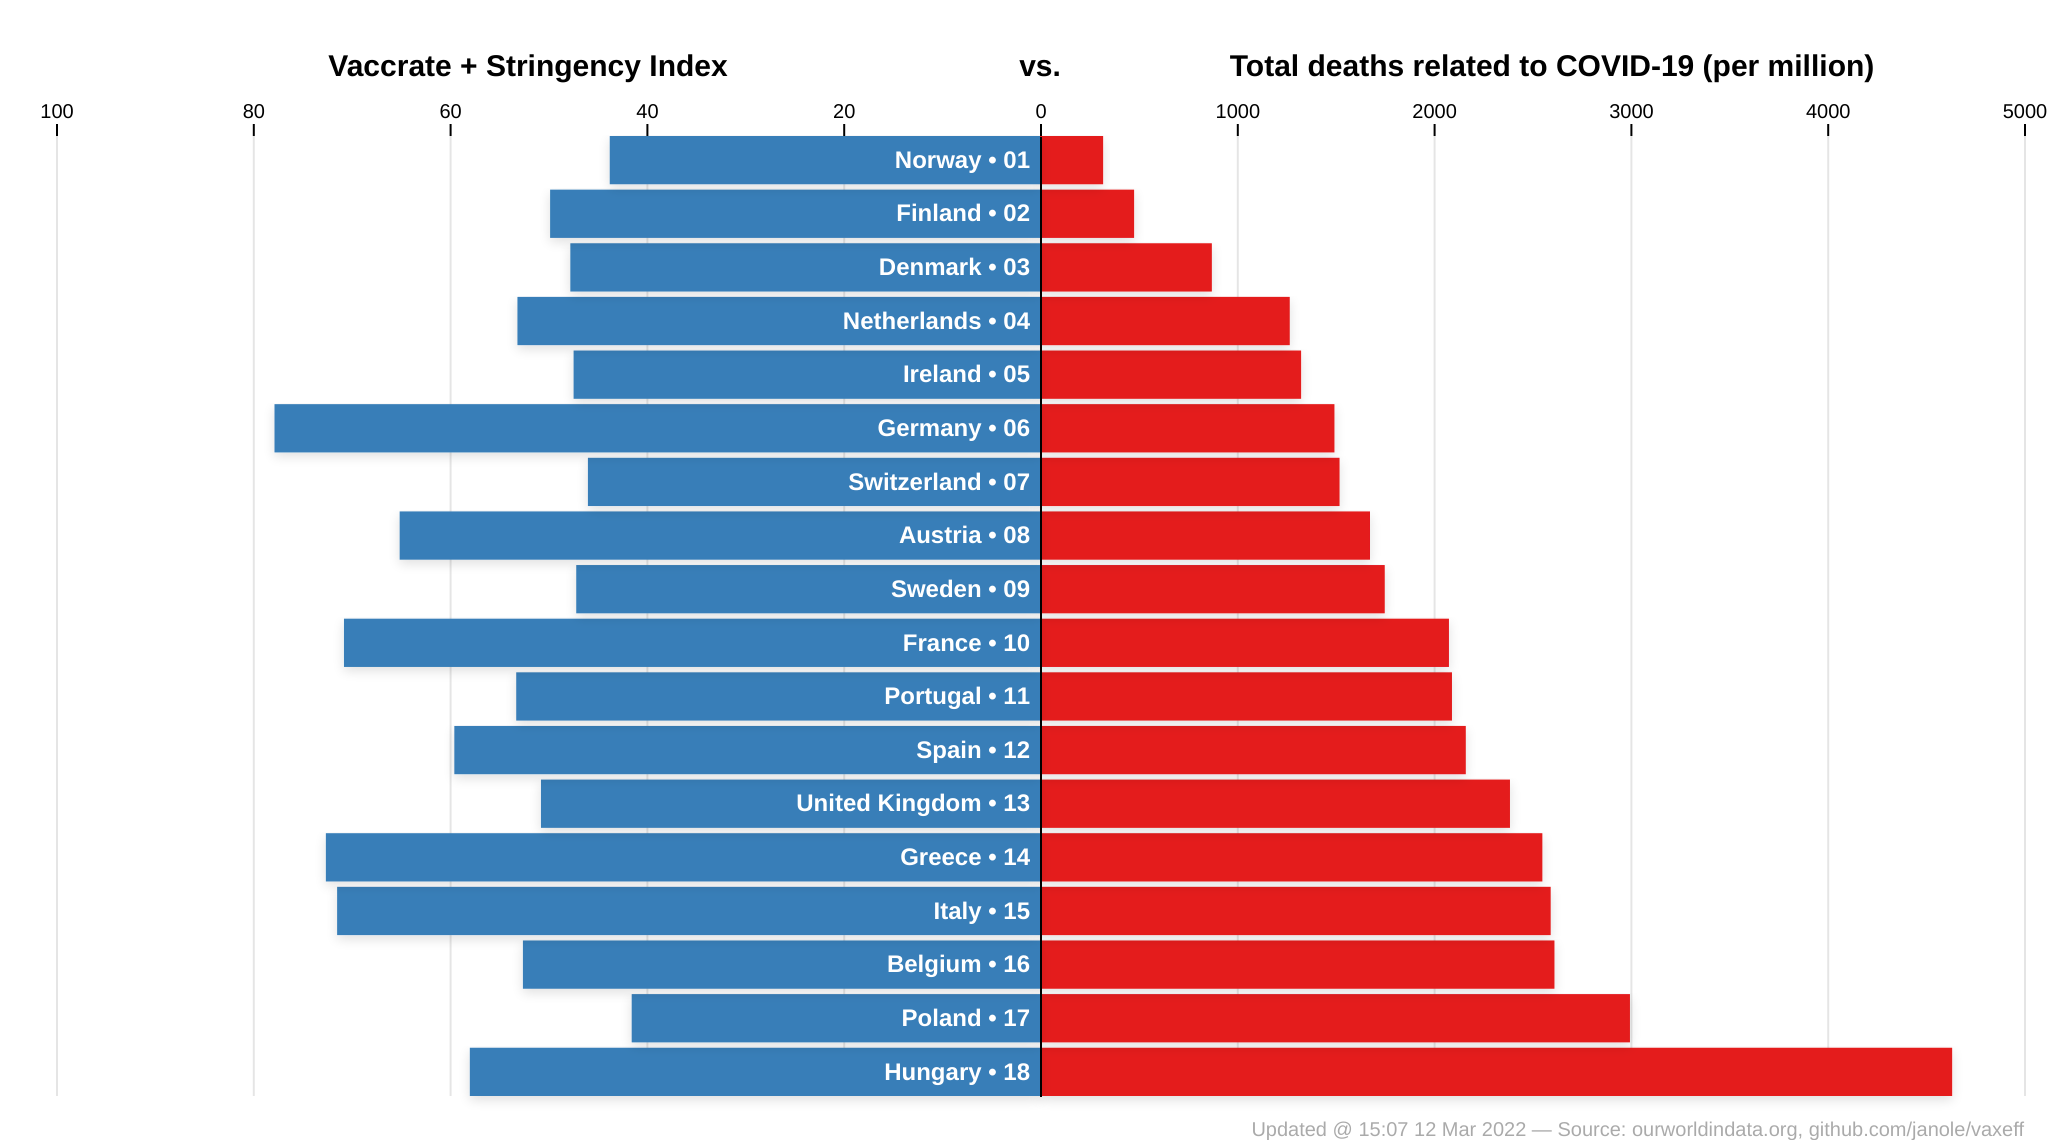 Vaccrate + Stringency Index vs. Total deaths related to COVID-19 (per million)
100 80 60 40 20 0 1000 2000 3000 4000 5000
Norway • 01
Finland • 02
Denmark • 03
Netherlands • 04
Ireland • 05
Germany • 06
Switzerland • 07
Austria • 08
Sweden • 09
France • 10
Portugal • 11
Spain • 12
United Kingdom • 13
Greece • 14
Italy • 15
Belgium • 16
Poland • 17
Hungary • 18
Updated @ 15:07 12 Mar 2022 — Source: ourworldindata.org, github.com/janole/vaxeff